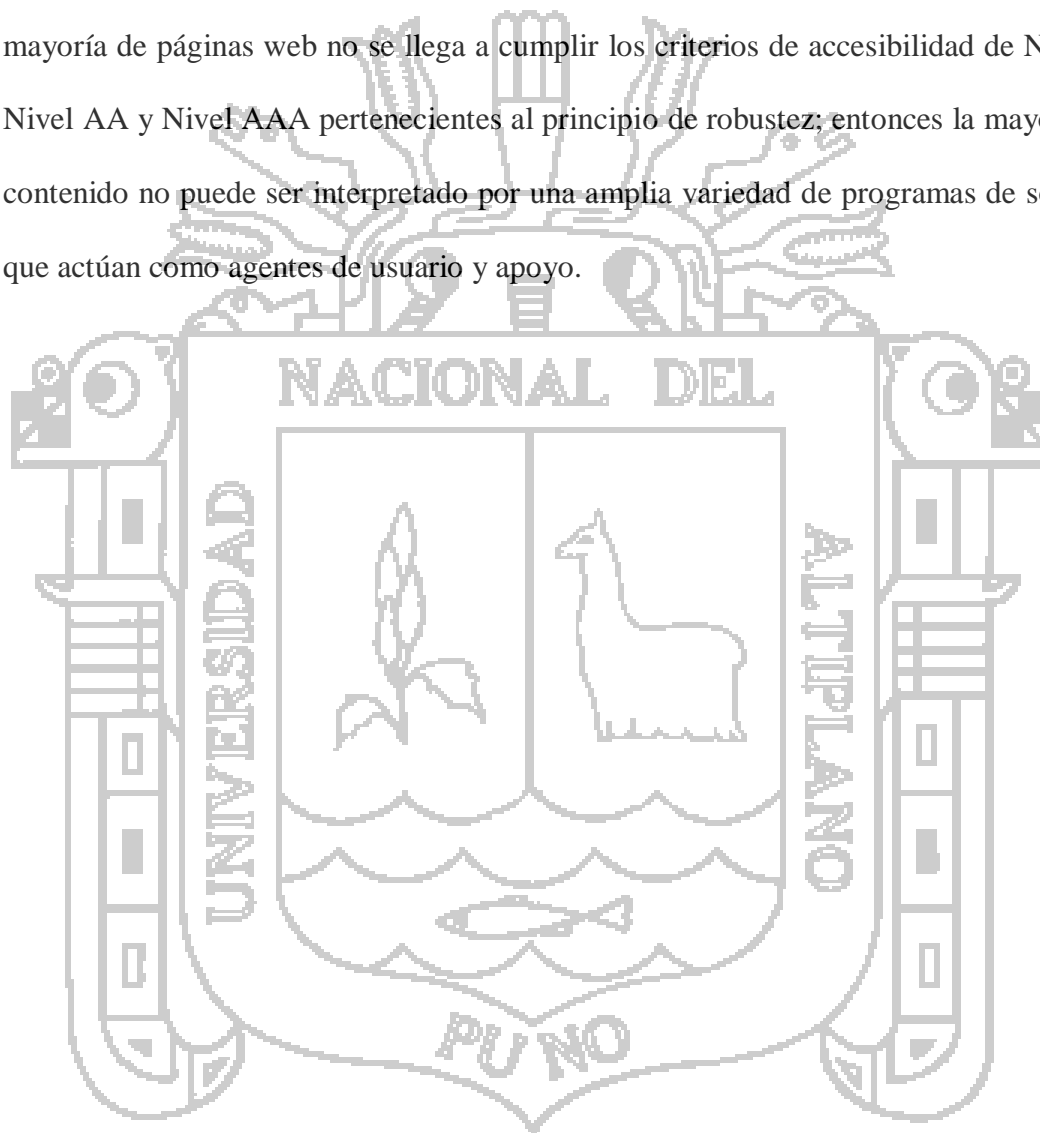 mayoría de páginas web no se llega a cumplir los criterios de accesibilidad de
Nivel AA y Nivel AAA pertenecientes al principio de robustez; entonces la
contenido no puede ser interpretado por una amplia variedad de programas de
que actúan como agentes de usuario y apoyo.
NACIONAL DEL
UNIVERSIDAD
ALTIPLANO
PUNO